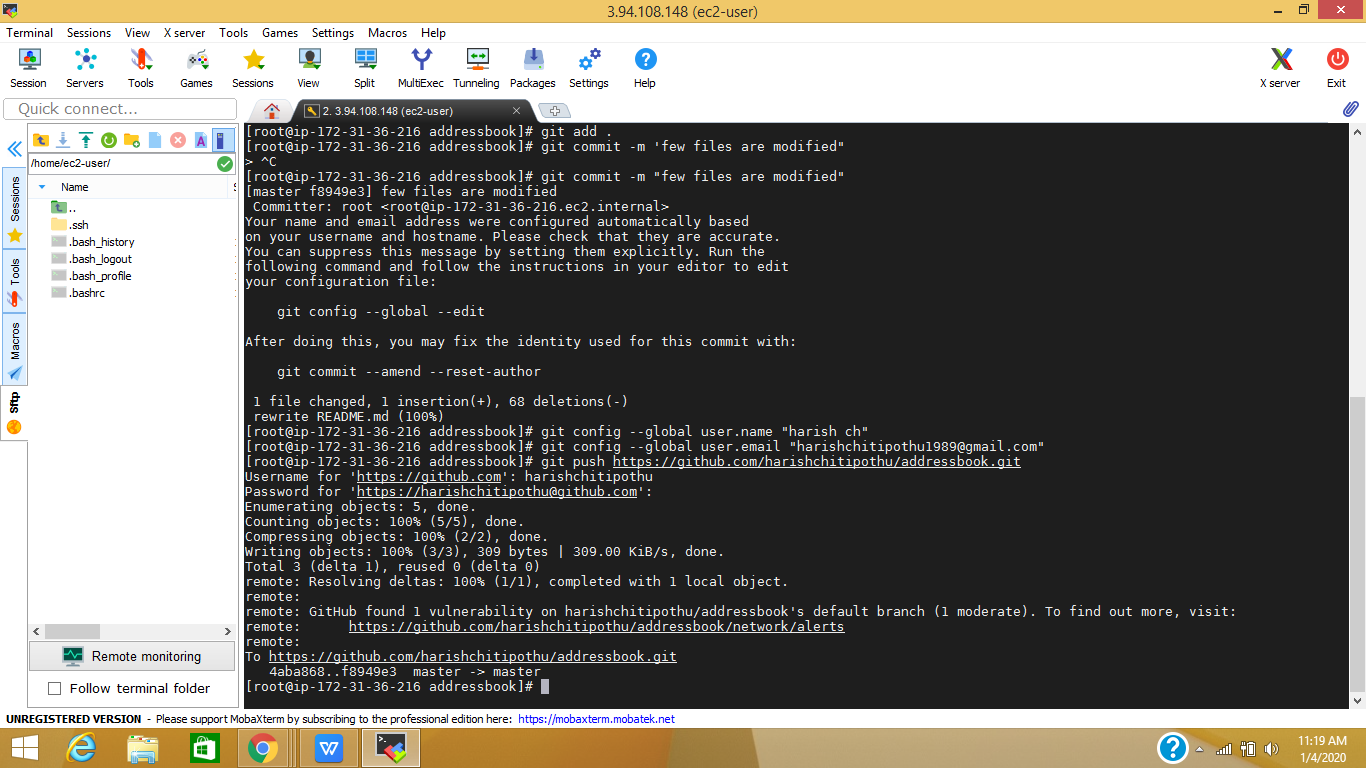 3.94.108.148 (ec2-user)
Terminal Sessions View X server Tools Games Settings Macros Help
Session Servers Tools Games Sessions View Split MultiExec Tunneling Packages Settings Help X server Exit
Quick connect...
2. 3.94.108.148 (ec2-user)
/home/ec2-user/
Name
..
.ssh
.bash_history
.bash_logout
.bash_profile
.bashrc
Sessions
Tools
Macros
Sftp
[root@ip-172-31-36-216 addressbook]# git add .
[root@ip-172-31-36-216 addressbook]# git commit -m 'few files are modified"
> ^C
[root@ip-172-31-36-216 addressbook]# git commit -m "few files are modified"
[master f8949e3] few files are modified
Committer: root <root@ip-172-31-36-216.ec2.internal>
Your name and email address were configured automatically based
on your username and hostname. Please check that they are accurate.
You can suppress this message by setting them explicitly. Run the
following command and follow the instructions in your editor to edit
your configuration file:
git config --global --edit
After doing this, you may fix the identity used for this commit with:
git commit --amend --reset-author
1 file changed, 1 insertion(+), 68 deletions(-)
rewrite README.md (100%)
[root@ip-172-31-36-216 addressbook]# git config --global user.name "harish ch"
[root@ip-172-31-36-216 addressbook]# git config --global user.email "harishchitipothu1989@gmail.com"
[root@ip-172-31-36-216 addressbook]# git push https://github.com/harishchitipothu/addressbook.git
Username for 'https://github.com': harishchitipothu
Password for 'https://harishchitipothu@github.com':
Enumerating objects: 5, done.
Counting objects: 100% (5/5), done.
Compressing objects: 100% (2/2), done.
Writing objects: 100% (3/3), 309 bytes | 309.00 KiB/s, done.
Total 3 (delta 1), reused 0 (delta 0)
remote: Resolving deltas: 100% (1/1), completed with 1 local object.
remote:
remote: GitHub found 1 vulnerability on harishchitipothu/addressbook's default branch (1 moderate). To find out more, visit:
remote: https://github.com/harishchitipothu/addressbook/network/alerts
remote:
To https://github.com/harishchitipothu/addressbook.git
4aba868..f8949e3 master -> master
[root@ip-172-31-36-216 addressbook]#
Remote monitoring
Follow terminal folder
UNREGISTERED VERSION - Please support MobaXterm by subscribing to the professional edition here: https://mobaxterm.mobatek.net
11:19 AM
1/4/2020